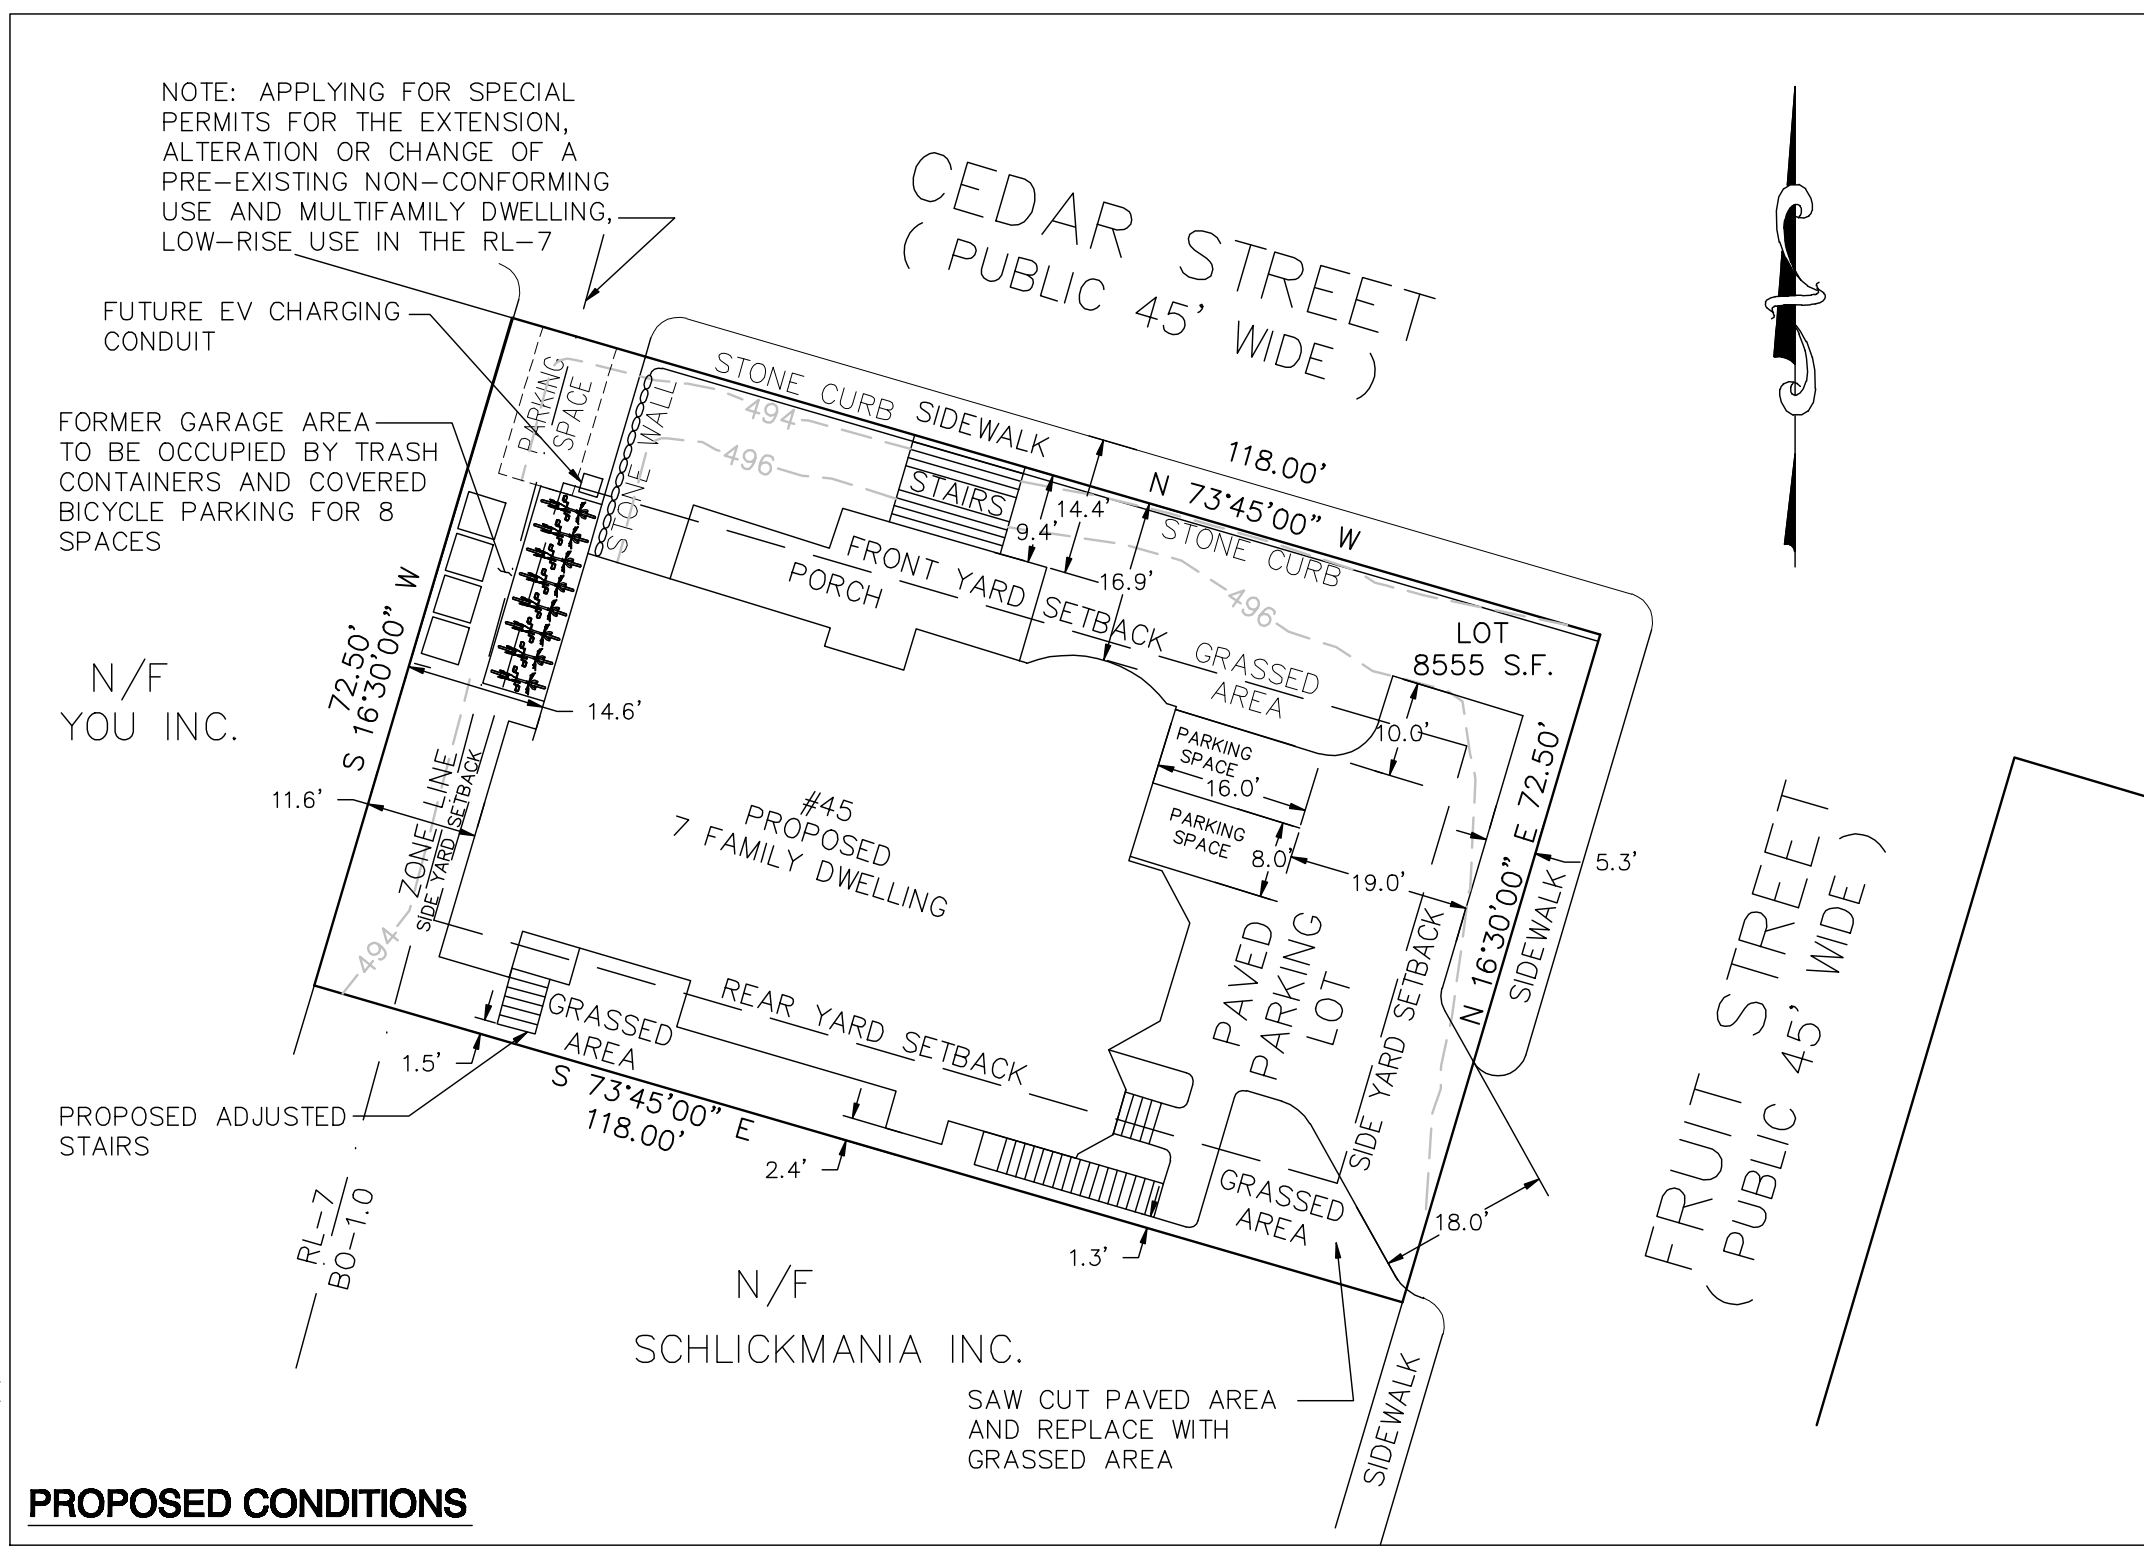 NOTE: APPLYING FOR SPECIAL
PERMITS FOR THE EXTENSION,
ALTERATION OR CHANGE OF A
PRE-EXISTING NON-CONFORMING
USE AND MULTIFAMILY DWELLING,
LOW-RISE USE IN THE RL-7
CEDAR STREET
( PUBLIC 45' WIDE )
FUTURE EV CHARGING
CONDUIT
FORMER GARAGE AREA
TO BE OCCUPIED BY TRASH
CONTAINERS AND COVERED
BICYCLE PARKING FOR 8
SPACES
PARKING
SPACE
STONE WALL
STONE CURB
SIDEWALK
494
496
STAIRS
118.00'
N 73°45'00" W
9.4'
14.4'
16.9'
STONE CURB
496
FRONT YARD SETBACK
PORCH
GRASSED
AREA
LOT
8555 S.F.
N/F
YOU INC.
72.50'
S 16°30'00" W
14.6'
11.6'
ZONE LINE
SIDE YARD SETBACK
494
#45
PROPOSED
7 FAMILY DWELLING
PARKING
SPACE
16.0'
PARKING
SPACE
8.0'
10.0'
19.0'
5.3'
N 16°30'00" E 72.50'
SIDEWALK
PAVED
PARKING
LOT
SIDE YARD SETBACK
FRUIT STREET
( PUBLIC 45' WIDE )
GRASSED
AREA
REAR YARD SETBACK
1.5'
S 73°45'00" E
118.00'
2.4'
PROPOSED ADJUSTED
STAIRS
RL-7
BO-1.0
GRASSED
AREA
18.0'
1.3'
N/F
SCHLICKMANIA INC.
SAW CUT PAVED AREA
AND REPLACE WITH
GRASSED AREA
SIDEWALK
PROPOSED CONDITIONS